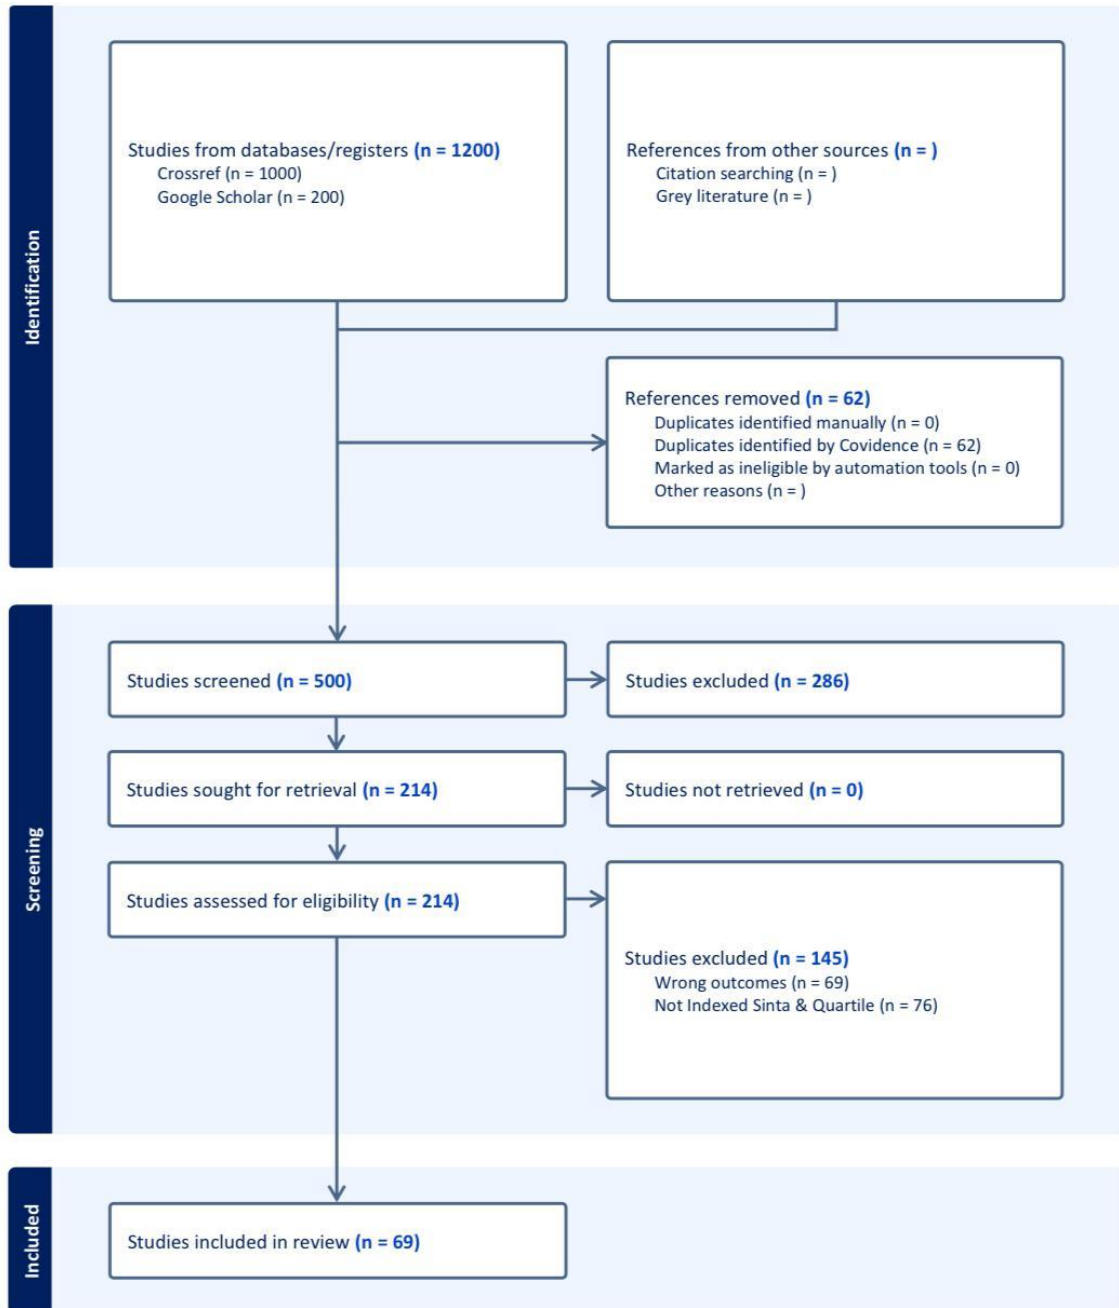 Identification
Studies from databases/registers (n = 1200)
Crossref (n = 1000)
Google Scholar (n = 200)
References from other sources (n = )
Citation searching (n = )
Grey literature (n = )
References removed (n = 62)
Duplicates identified manually (n = 0)
Duplicates identified by Covidence (n = 62)
Marked as ineligible by automation tools (n = 0)
Other reasons (n = )
Screening
Studies screened (n = 500)
Studies excluded (n = 286)
Studies sought for retrieval (n = 214)
Studies not retrieved (n = 0)
Studies assessed for eligibility (n = 214)
Studies excluded (n = 145)
Wrong outcomes (n = 69)
Not Indexed Sinta & Quartile (n = 76)
Included
Studies included in review (n = 69)